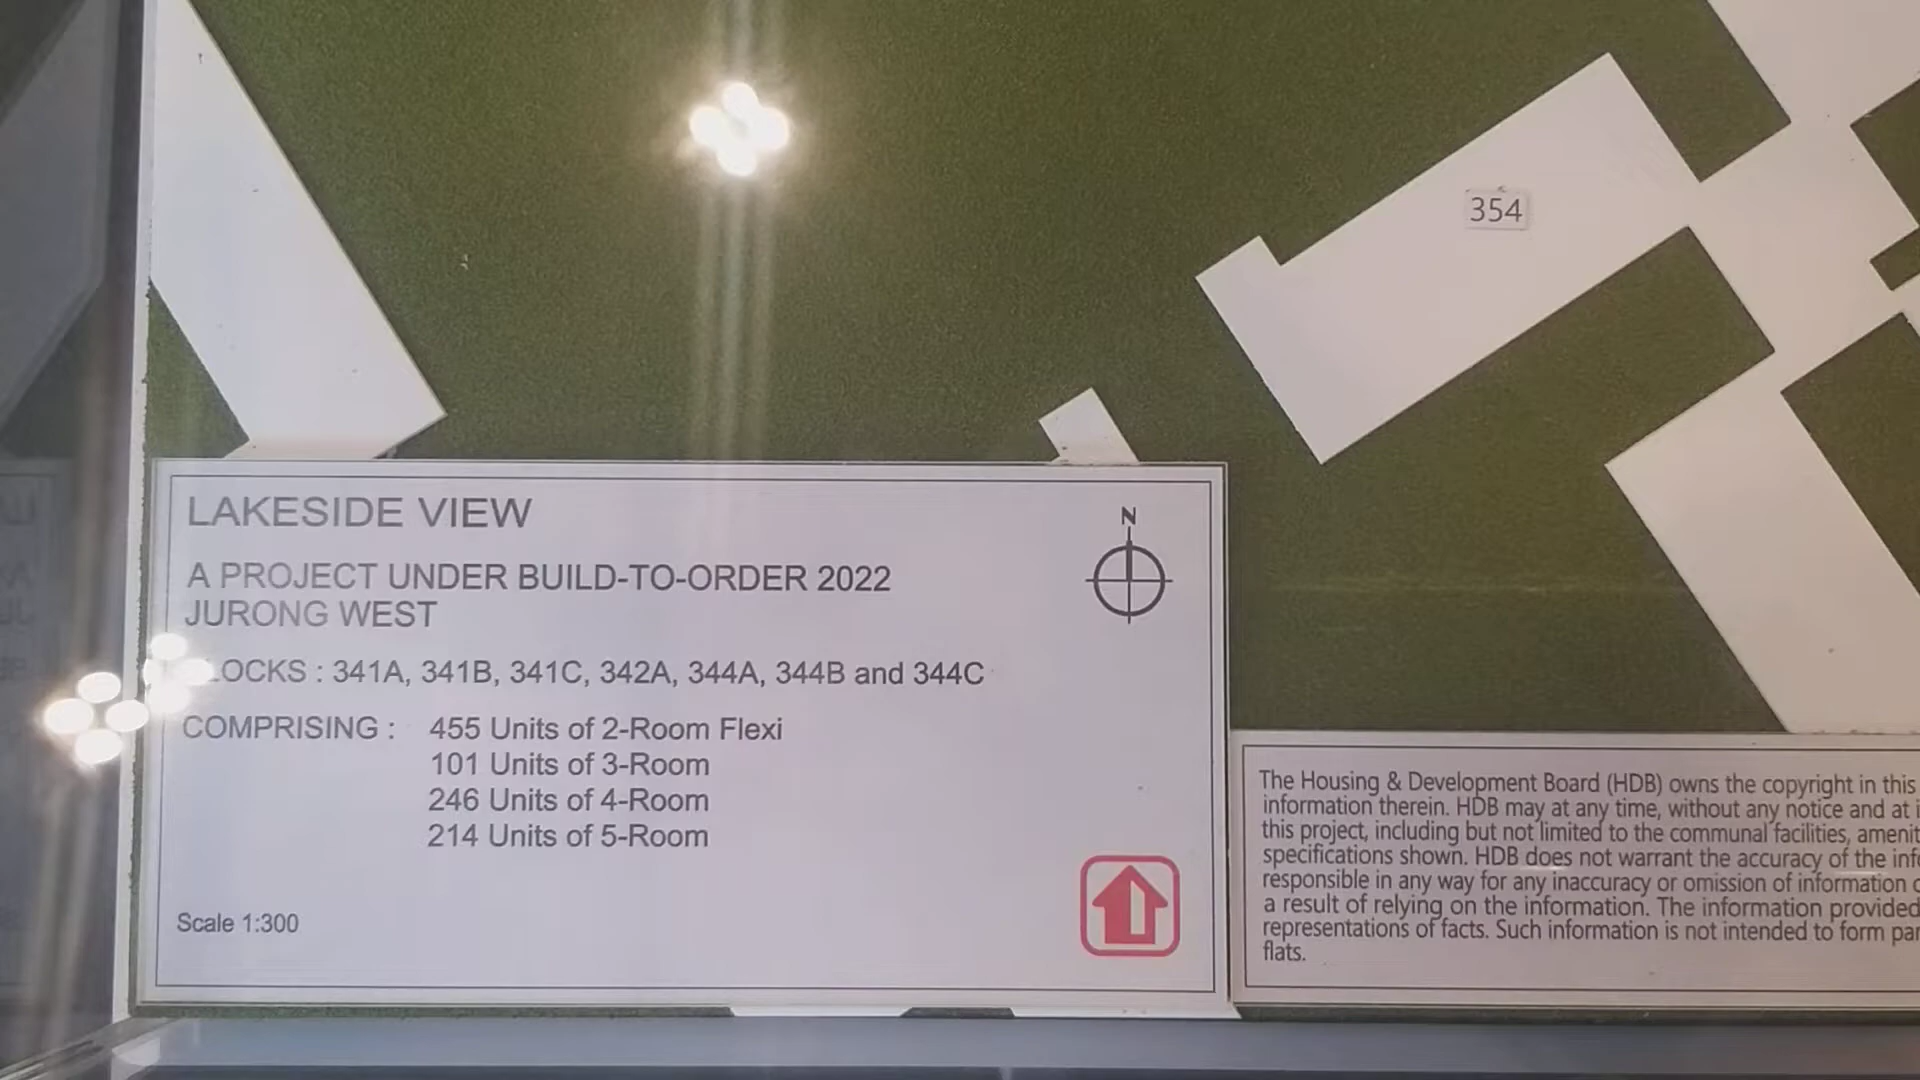 354
LAKESIDE VIEW
N
A PROJECT UNDER BUILD-TO-ORDER 2022
JURONG WEST
LOCKS : 341A, 341B, 341C, 342A, 344A, 344B and 344C
COMPRISING : 455 Units of 2-Room Flexi
101 Units of 3-Room
246 Units of 4-Room
214 Units of 5-Room
Scale 1:300
The Housing & Development Board (HDB) owns the copyright in this
information therein. HDB may at any time, without any notice and at
this project, including but not limited to the communal facilities,
specifications shown. HDB does not warrant the accuracy of the
responsible in any way for any inaccuracy or omission of information
a result of relying on the information. The information provided
representations of facts. Such information is not intended to form
flats.